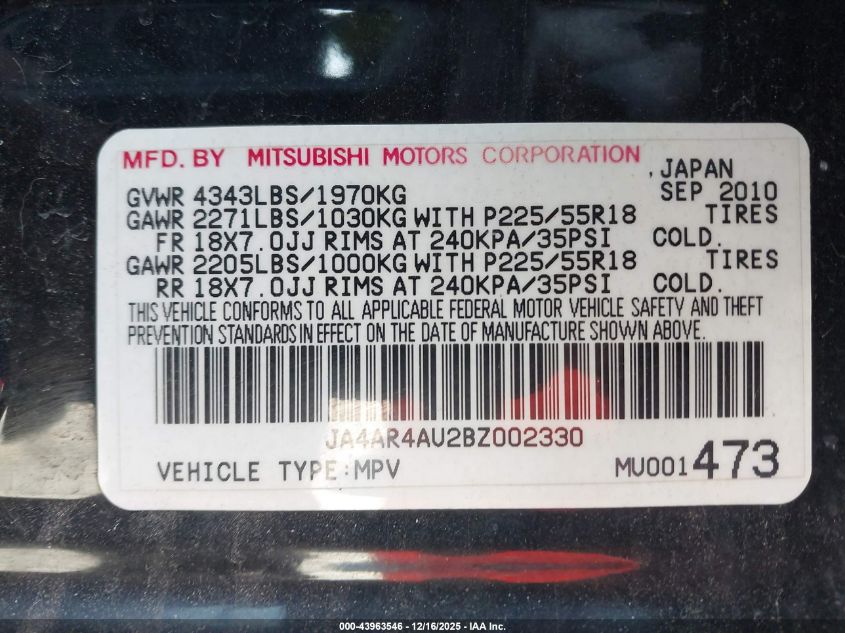 MFD. BY MITSUBISHI MOTORS CORPORATION , JAPAN
GVWR 4343LBS/1970KG SEP 2010
GAWR 2271LBS/1030KG WITH P225/55R18 TIRES
FR 18X7.0JJ RIMS AT 240KPA/35PSI COLD.
GAWR 2205LBS/1000KG WITH P225/55R18 TIRES
RR 18X7.0JJ RIMS AT 240KPA/35PSI COLD.
THIS VEHICLE CONFORMS TO ALL APPLICABLE FEDERAL MOTOR VEHICLE SAFETY AND THEFT
PREVENTION STANDARDS IN EFFECT ON THE DATE OF MANUFACTURE SHOWN ABOVE.
JA4AR4AU2BZ002330
VEHICLE TYPE:MPV MU001473
000-43963546 - 12/16/2025 - IAA Inc.